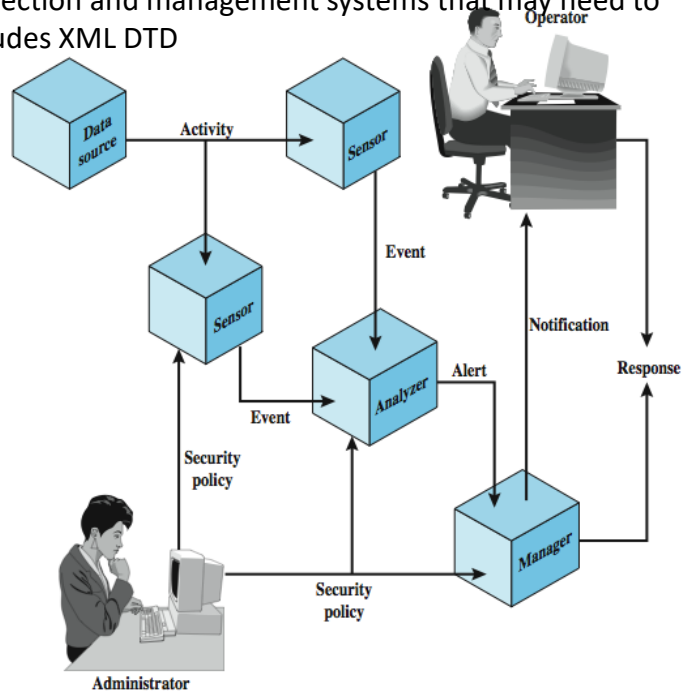 ection and management systems that may need to
udes XML DTD
Operator
Data
source
Activity
Sensor
Event
Sensor
Notification
Analyzer
Alert
Response
Event
Security
policy
Manager
Security
policy
Administrator